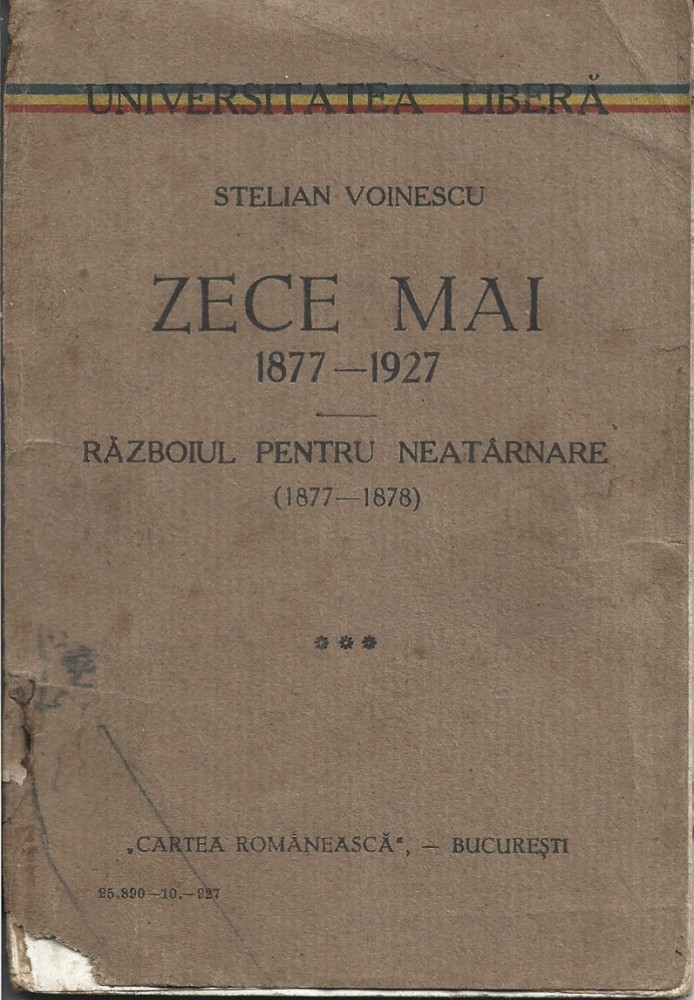 UNIVERSITATEA LIBERĂ
STELIAN VOINESCU
ZECE MAI
1877—1927
RĂZBOIUL PENTRU NEATÂRNARE
(1877—1878)
***
„CARTEA ROMÂNEASCĂ“, — BUCUREȘTI
25.890—10.—927